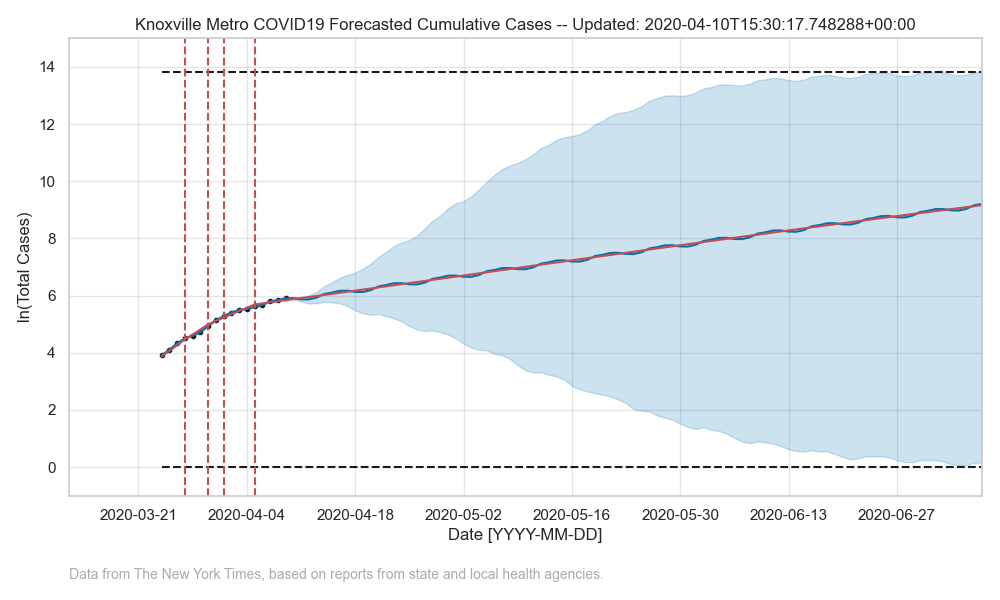 Knoxville Metro COVID19 Forecasted Cumulative Cases -- Updated: 2020-04-10T15:30:17.748288+00:00
ln(Total Cases)
14
12
10
8
6
4
2
0
2020-03-21 2020-04-04 2020-04-18 2020-05-02 2020-05-16 2020-05-30 2020-06-13 2020-06-27
Date [YYYY-MM-DD]
Data from The New York Times, based on reports from state and local health agencies.